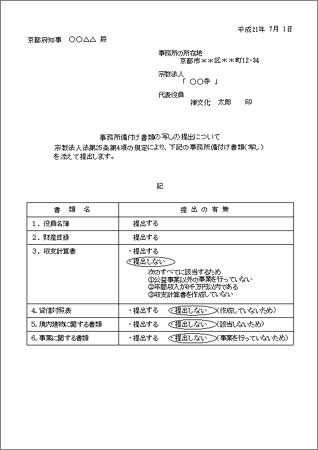 平成21年 7月 1日
京都府知事 〇〇△△ 殿
事務所の所在地
京都市**区**町12-34
宗教法人
「 〇〇寺 」
代表役員
禅文化 太郎 印
事務所備付け書類の写しの提出について
宗教法人法第25条第4項の規定により、下記の事務所備付け書類(写し)
を添えて提出します。
記
書 類 名 提 出 の 有 無
1.役員名簿 提出する
2.財産目録 提出する
3.収支計算書 ・提出する
・提出しない
次のすべてに該当するため
①公益事業以外の事業を行っていない
②年間収入が8千万円以内である
③収支計算書を作成していない
4.貸借対照表 ・提出する ・提出しない (作成していないため)
5.境内建物に関する書類 ・提出する ・提出しない (該当しないため)
6.事業に関する書類 ・提出する ・提出しない (事業を行っていないため)